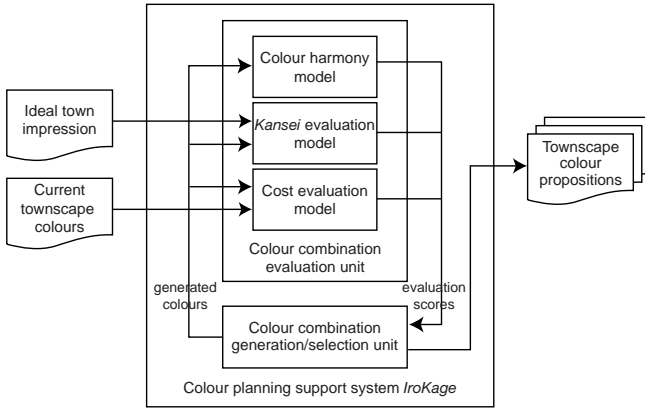 Colour harmony
model
Ideal town
impression
Kansei evaluation
model
Townscape
colour
propositions
Current
townscape
colours
Cost evaluation
model
Colour combination
evaluation unit
generated
colours
evaluation
scores
Colour combination
generation/selection unit
Colour planning support system IroKage